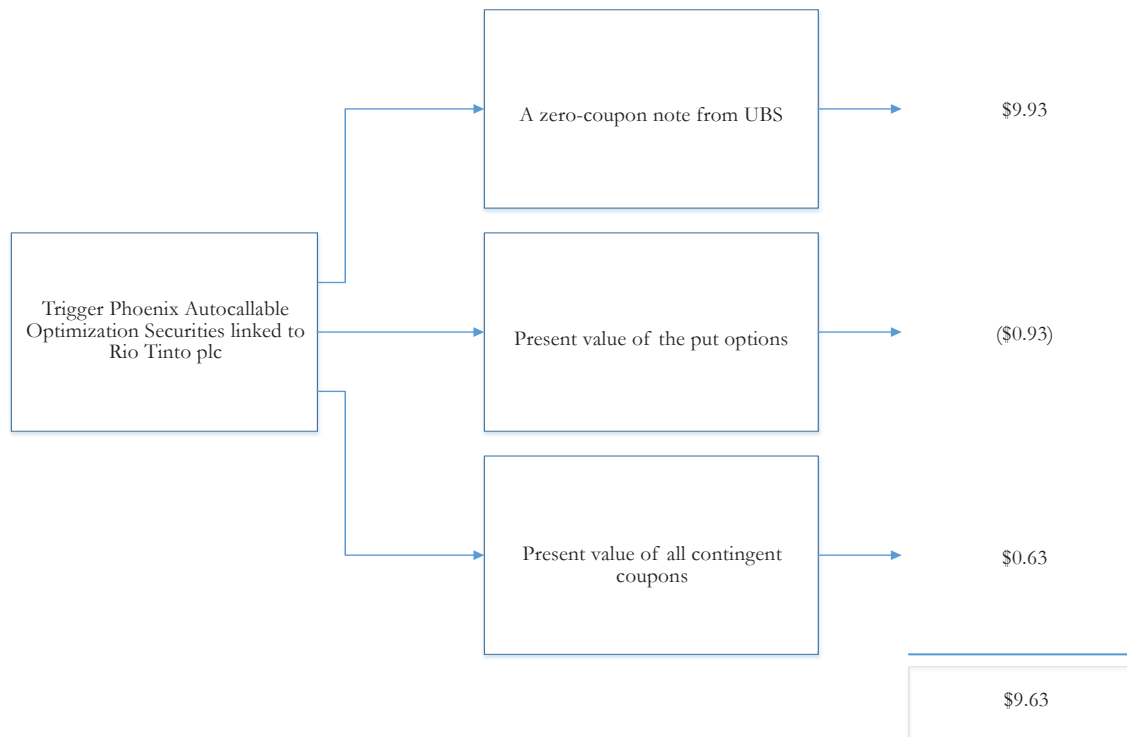 A zero-coupon note from UBS
$9.93
Trigger Phoenix Autocallable
Optimization Securities linked to
Rio Tinto plc
Present value of the put options
($0.93)
Present value of all contingent
coupons
$0.63
$9.63